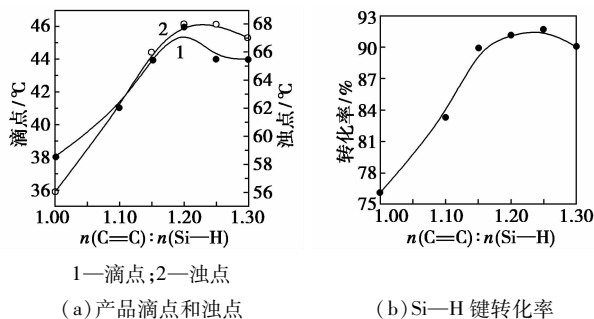 46
44
42
40
38
36
滴点/℃
68
66
64
62
60
58
56
浊点/℃
2
1
1.00 1.10 1.20 1.30
n(C=C)∶n(Si—H)
1—滴点;2—浊点
(a)产品滴点和浊点
93
90
87
84
81
78
75
转化率/%
1.00 1.10 1.20 1.30
n(C=C)∶n(Si—H)
(b)Si—H 键转化率